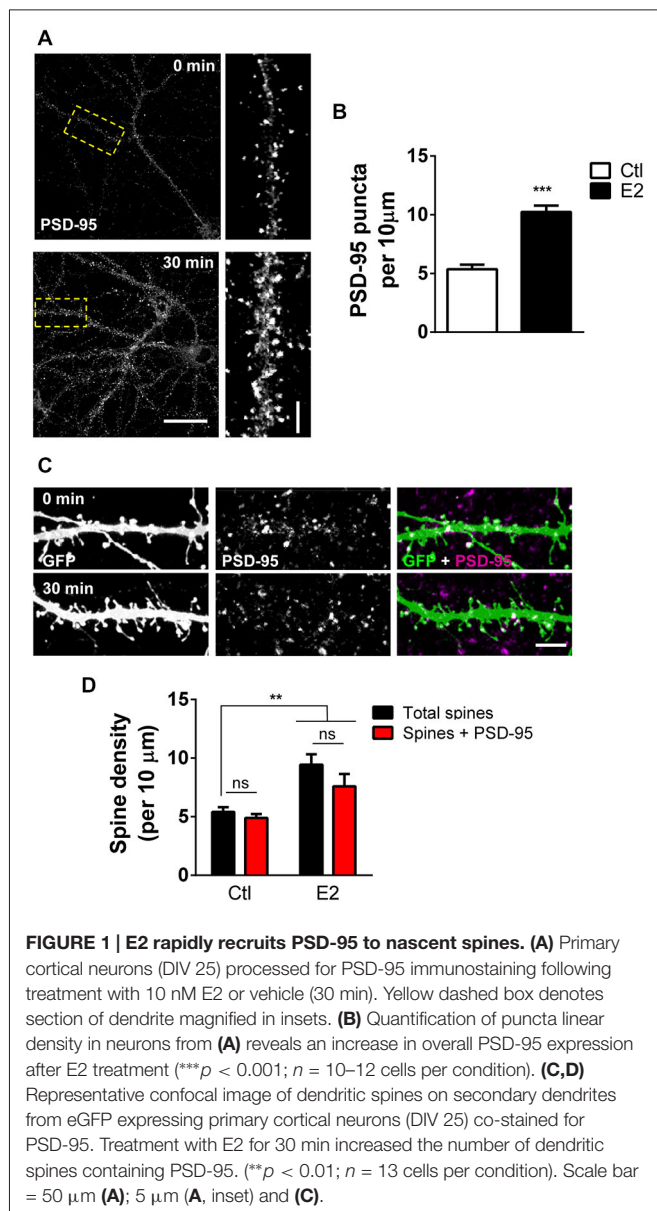 A
0 min
PSD-95
30 min
B
PSD-95 puncta
per 10μm
15
10
5
0
***
Ctl
E2
C
0 min
GFP
PSD-95
GFP + PSD-95
30 min
D
Spine density
(per 10 μm)
15
10
5
0
**
ns
ns
Total spines
Spines + PSD-95
Ctl
E2
FIGURE 1 | E2 rapidly recruits PSD-95 to nascent spines. (A) Primary
cortical neurons (DIV 25) processed for PSD-95 immunostaining following
treatment with 10 nM E2 or vehicle (30 min). Yellow dashed box denotes
section of dendrite magnified in insets. (B) Quantification of puncta linear
density in neurons from (A) reveals an increase in overall PSD-95 expression
after E2 treatment (***p < 0.001; n = 10–12 cells per condition). (C,D)
Representative confocal image of dendritic spines on secondary dendrites
from eGFP expressing primary cortical neurons (DIV 25) co-stained for
PSD-95. Treatment with E2 for 30 min increased the number of dendritic
spines containing PSD-95. (**p < 0.01; n = 13 cells per condition). Scale bar
= 50 μm (A); 5 μm (A, inset) and (C).